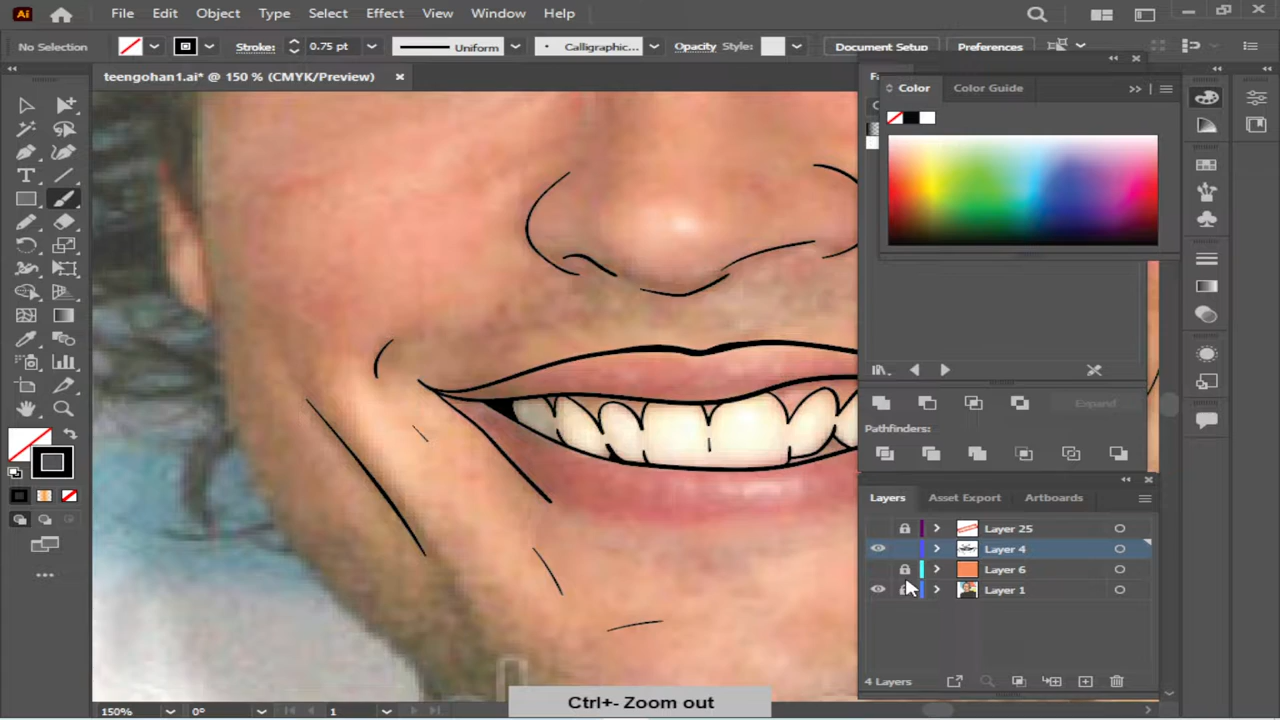 Ai File Edit Object Type Select Effect View Window Help
No Selection Stroke: 0.75 pt Uniform Calligraphic... Opacity Style: Document Setup Preferences
teengohan1.ai* @ 150 % (CMYK/Preview)
Color Color Guide
Expand
Pathfinders:
Layers Asset Export Artboards
Layer 25
Layer 4
Layer 6
Layer 1
4 Layers
Ctrl+- Zoom out
150% 0° 1